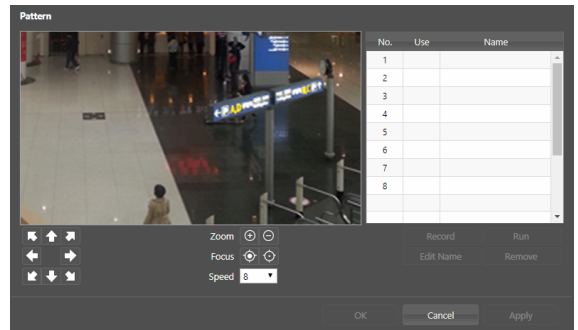 Pattern
No. Use Name
1
2
3
4
5
6
7
8
Zoom
Focus
Speed 8
Record Run
Edit Name Remove
OK Cancel Apply